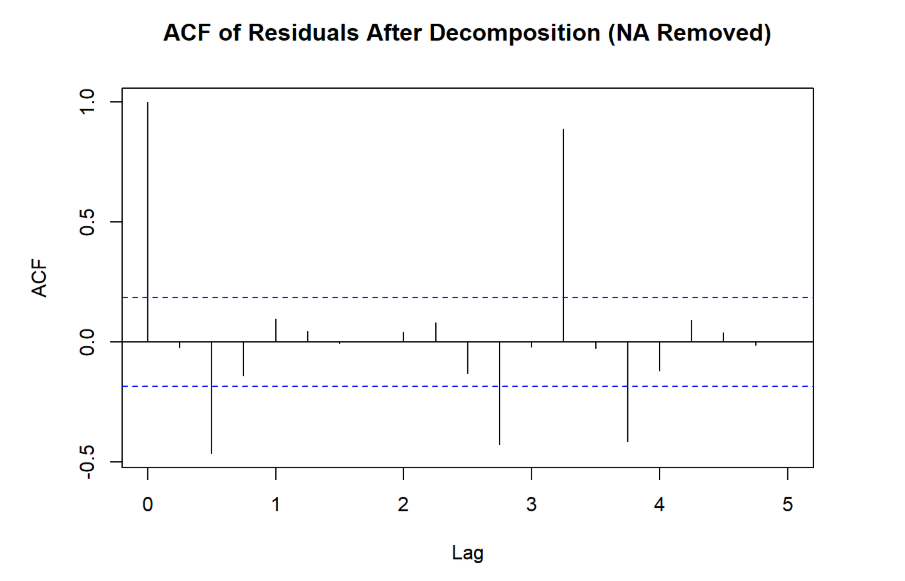 ACF of Residuals After Decomposition (NA Removed)
1.0
0.5
0.0
-0.5
ACF
0 1 2 3 4 5
Lag